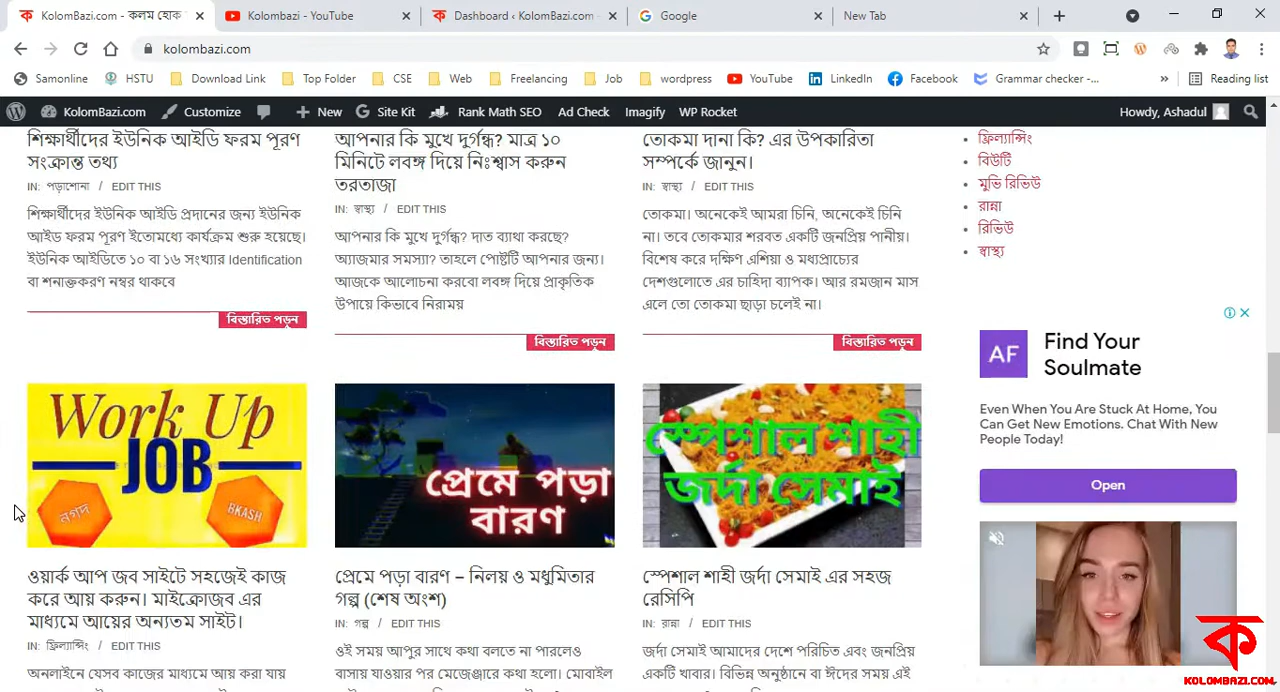 KolomBazi.com - কলম হোক
Kolombazi - YouTube
Dashboard ‹ KolomBazi.com —
Google
New Tab
kolombazi.com
Samonline
HSTU
Download Link
Top Folder
CSE
Web
Freelancing
Job
wordpress
YouTube
LinkedIn
Facebook
Grammar checker -...
»
Reading list
KolomBazi.com
Customize
New
Site Kit
Rank Math SEO
Ad Check
Imagify
WP Rocket
Howdy, Ashadul
শিক্ষার্থীদের ইউনিক আইডি ফরম পূরণ
সংক্রান্ত তথ্য
IN: পড়াশোনা / EDIT THIS
শিক্ষার্থীদের ইউনিক আইডি প্রদানের জন্য ইউনিক
আইড ফরম পূরণ ইতোমধ্যে কার্যক্রম শুরু হয়েছে।
ইউনিক আইডিতে ১০ বা ১৬ সংখ্যার Identification
বা শনাক্তকরণ নম্বর থাকবে
বিস্তারিত পড়ুন
আপনার কি মুখে দুর্গন্ধ? মাত্র ১০
মিনিটে লবঙ্গ দিয়ে নিঃশ্বাস করুন
তরতাজা
IN: স্বাস্থ্য / EDIT THIS
আপনার কি মুখে দুর্গন্ধ? দাত ব্যাথা করছে?
অ্যাজমার সমস্যা? তাহলে পোষ্টটি আপনার জন্য।
আজকে আলোচনা করবো লবঙ্গ দিয়ে প্রাকৃতিক
উপায়ে কিভাবে নিরাময়
বিস্তারিত পড়ুন
তোকমা দানা কি? এর উপকারিতা
সম্পর্কে জানুন।
IN: স্বাস্থ্য / EDIT THIS
তোকমা। অনেকেই আমরা চিনি, অনেকেই চিনি
না। তবে তোকমার শরবত একটি জনপ্রিয় পানীয়।
বিশেষ করে দক্ষিণ এশিয়া ও মধ্যপ্রাচ্যের
দেশগুলোতে এর চাহিদা ব্যাপক। আর রমজান মাস
এলে তো তোকমা ছাড়া চলেই না।
বিস্তারিত পড়ুন
ফ্রিল্যান্সিং
বিউটি
মুভি রিভিউ
রান্না
রিভিউ
স্বাস্থ্য
AF
Find Your
Soulmate
Even When You Are Stuck At Home, You
Can Get New Emotions. Chat With New
People Today!
Open
Work Up
JOB
নগদ
BKASH
ওয়ার্ক আপ জব সাইটে সহজেই কাজ
করে আয় করুন। মাইক্রোজব এর
মাধ্যমে আয়ের অন্যতম সাইট।
IN: ফ্রিল্যান্সিং / EDIT THIS
অনলাইনে যেসব কাজের মাধ্যমে আয় করা যায়
প্রেমে পড়া
বারণ
প্রেমে পড়া বারণ – নিলয় ও মধুমিতার
গল্প (শেষ অংশ)
IN: গল্প / EDIT THIS
ওই সময় আপুর সাথে কথা বলতে না পারলেও
বাসায় যাওয়ার পর মেজেঞ্জারে কথা হলো। মোবাইল
স্পেশাল শাহী
জর্দা সেমাই
স্পেশাল শাহী জর্দা সেমাই এর সহজ
রেসিপি
IN: রান্না / EDIT THIS
জর্দা সেমাই আমাদের দেশে পরিচিত এবং জনপ্রিয়
একটি খাবার। বিভিন্ন অনুষ্ঠানে বা ঈদের সময় এই
ক
KOLOMBAZI.COM